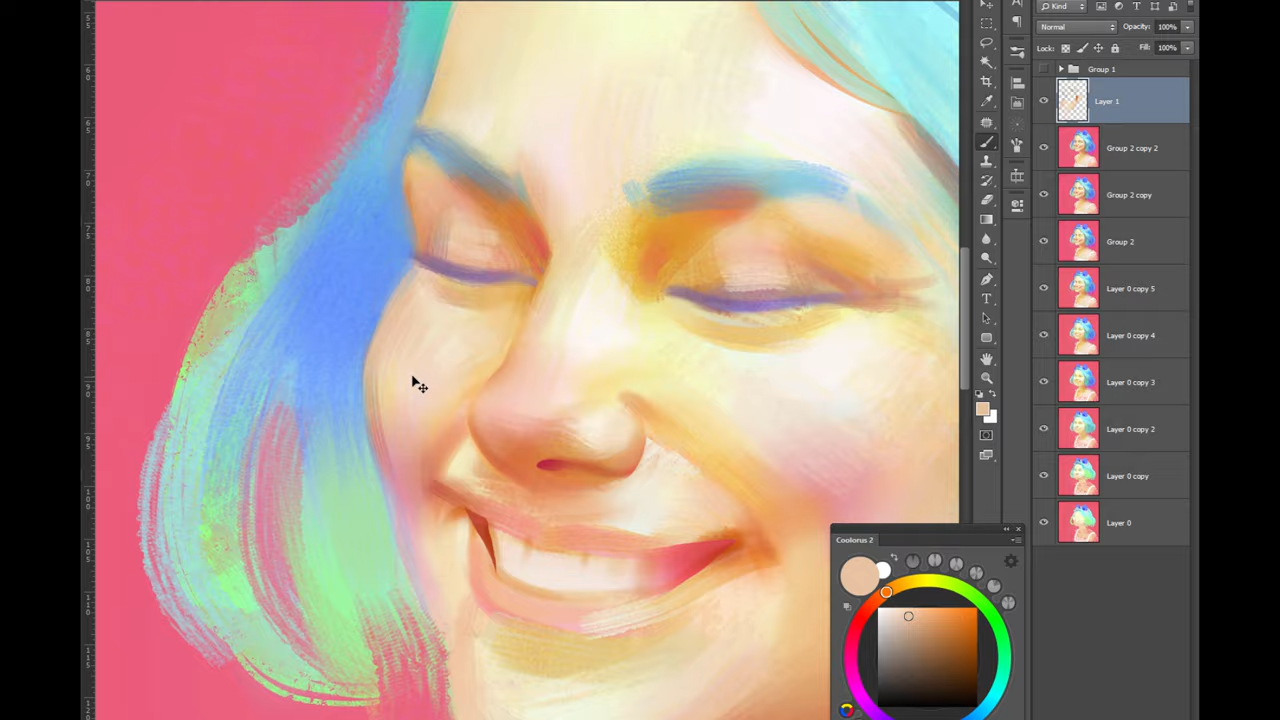 Kind
Normal
Opacity: 100%
Lock:
Fill: 100%
Group 1
Layer 1
Group 2 copy 2
Group 2 copy
Group 2
Layer 0 copy 5
Layer 0 copy 4
Layer 0 copy 3
Layer 0 copy 2
Layer 0 copy
Layer 0
Coolorus 2